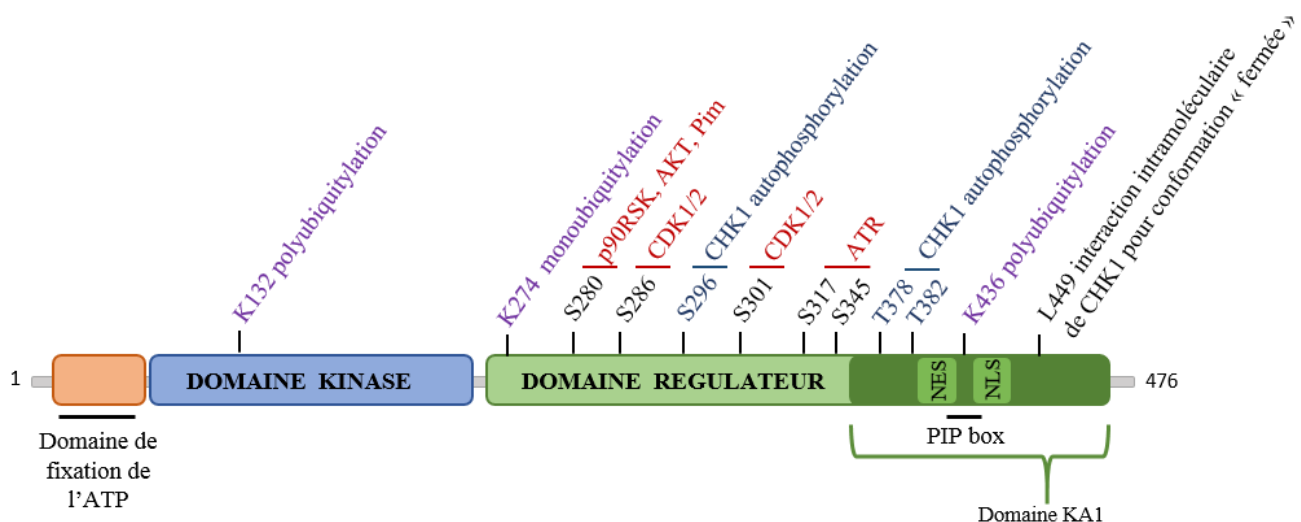 K132 polyubiquitylation
K274 monoubiquitylation
S280
p90RSK, AKT, Pim
S286
CDK1/2
S296
CHK1 autophosphorylation
S301
CDK1/2
S317
S345
ATR
T378
T382
CHK1 autophosphorylation
K436 polyubiquitylation
L449 interaction intramoléculaire
de CHK1 pour conformation « fermée »
1
DOMAINE KINASE
DOMAINE REGULATEUR
NES
NLS
476
Domaine de
fixation de
l’ATP
PIP box
Domaine KA1